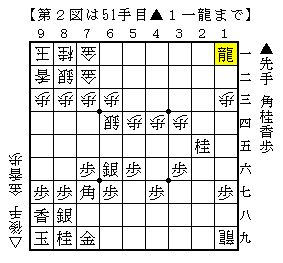 【第２図は51手目▲１一龍まで】
９ ８ ７ ６ ５ ４ ３ ２ １
玉 桂 金 龍 一
香 銀 金 二
歩 歩 歩 歩 三
銀 歩 歩 歩 四
桂 五
歩 銀 歩 歩 六
歩 歩 角 歩 歩 歩 七
香 銀 八
玉 桂 金 龍 九
▲先手 角桂香歩
△後手 金香歩